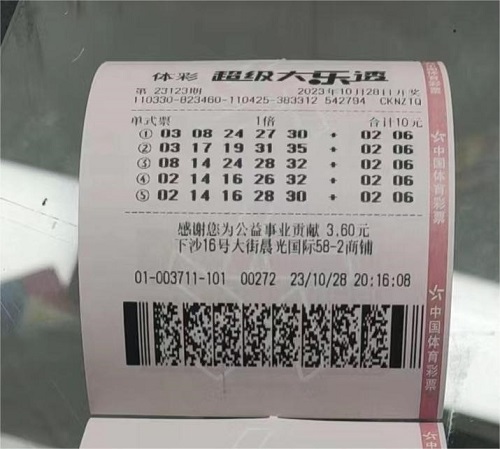 体彩 超级大乐透
第 23123期 2023年10月28日开奖
110330-823460-110425-383312 542794 CKNZ1Q
单式票 1倍 合计10元
① 03 08 24 27 30 + 02 06
② 03 17 19 31 35 + 02 06
③ 08 14 24 28 32 + 02 06
④ 02 14 16 26 32 + 02 06
⑤ 02 14 16 28 30 + 02 06
感谢您为公益事业贡献 3.60元
下沙16号大街晨光国际58-2商铺
01-003711-101 00272 23/10/28 20:16:08
中国体育彩票
中国体育彩票
体育彩票